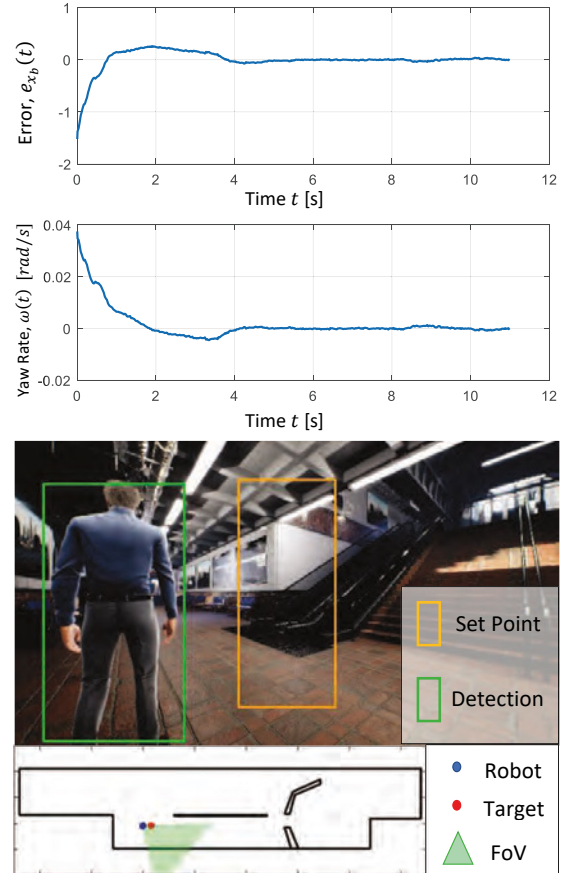 1
0
-1
-2
Error, e_{x_b}(t)
0 2 4 6 8 10 12
Time t [s]
0.04
0.02
0
-0.02
Yaw Rate, ω(t) [rad/s]
0 2 4 6 8 10 12
Time t [s]
Set Point
Detection
Robot
Target
FoV